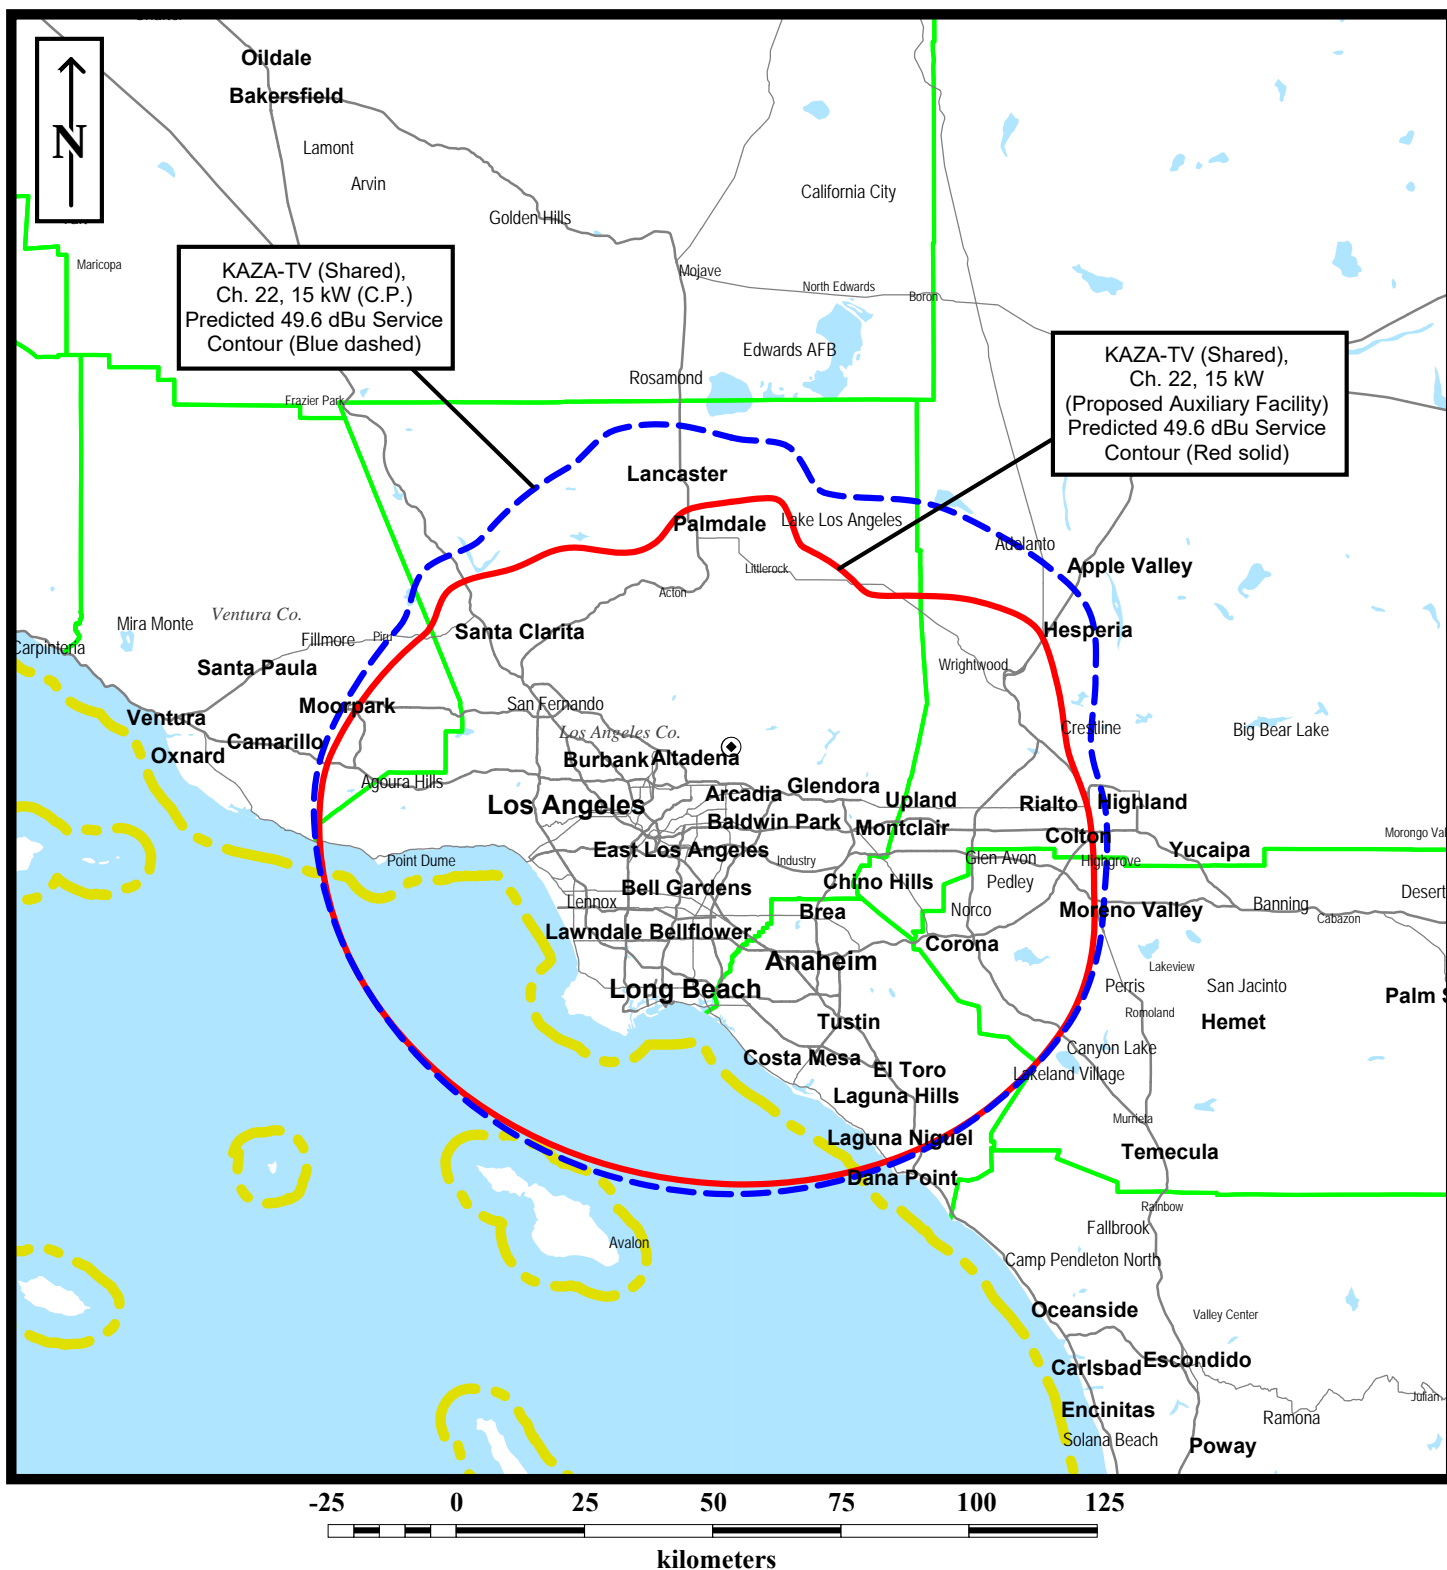 Oildale
Bakersfield
N
Lamont
Arvin
California City
Golden Hills
Maricopa
KAZA-TV (Shared),
Ch. 22, 15 kW (C.P.)
Predicted 49.6 dBu Service
Contour (Blue dashed)
Mojave
North Edwards
Boron
Edwards AFB
Rosamond
KAZA-TV (Shared),
Ch. 22, 15 kW
(Proposed Auxiliary Facility)
Predicted 49.6 dBu Service
Contour (Red solid)
Frazier Park
Lancaster
Palmdale
Lake Los Angeles
Adelanto
Apple Valley
Littlerock
Acton
Ventura Co.
Mira Monte
Fillmore
Piru
Santa Clarita
Hesperia
Carpinteria
Santa Paula
Wrightwood
Moorpark
San Fernando
Ventura
Los Angeles Co.
Crestline
Big Bear Lake
Camarillo
Oxnard
Burbank
Altadena
Agoura Hills
Glendora
Arcadia
Los Angeles
Upland
Rialto
Highland
Baldwin Park
Montclair
Colton
Morongo Val
East Los Angeles
Yucaipa
Point Dume
Industry
Glen Avon
Highgrove
Chino Hills
Pedley
Bell Gardens
Desert
Lennox
Brea
Norco
Moreno Valley
Banning
Cabazon
Lawndale
Bellflower
Corona
Anaheim
Lakeview
Long Beach
Perris
San Jacinto
Palm S
Romoland
Tustin
Hemet
Costa Mesa
Canyon Lake
El Toro
Lakeland Village
Laguna Hills
Murrieta
Laguna Niguel
Temecula
Dana Point
Rainbow
Fallbrook
Avalon
Camp Pendleton North
Oceanside
Valley Center
Carlsbad
Escondido
Julian
Encinitas
Ramona
Solana Beach
Poway
-25 0 25 50 75 100 125
kilometers